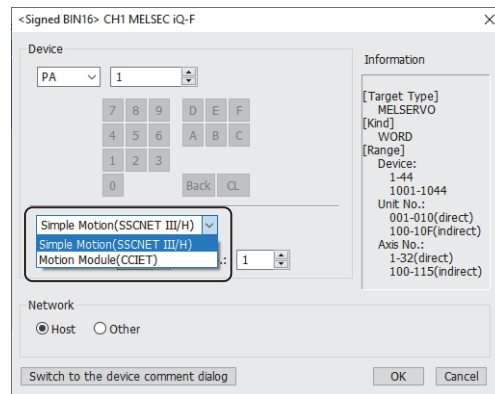 <Signed BIN16> CH1 MELSEC iQ-F
Device
PA 1
7 8 9 D E F
4 5 6 A B C
1 2 3
0 Back CL
Simple Motion(SSCNET III/H)
Simple Motion(SSCNET III/H)
Motion Module(CCIET)
.: 1
Information
[Target Type]
MELSERVO
[Kind]
WORD
[Range]
Device:
1-44
1001-1044
Unit No.:
001-010(direct)
100-10F(indirect)
Axis No.:
1-32(direct)
100-115(indirect)
Network
Host Other
Switch to the device comment dialog OK Cancel